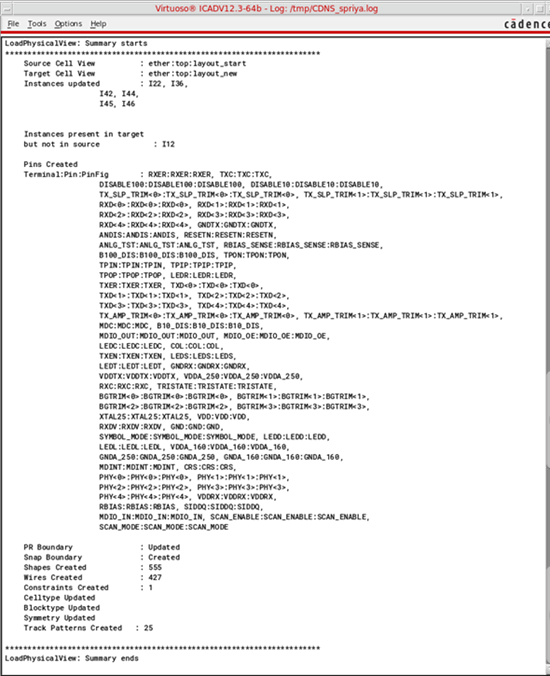 Virtuoso® ICADV12.3-64b - Log: /tmp/CDNS_spriya.log
File Tools Options Help cādence
LoadPhysicalView: Summary starts
**********************************************************************
Source Cell View : ether:top:layout_start
Target Cell View : ether:top:layout_new
Instances updated : I22, I36,
I42, I44,
I45, I46
Instances present in target
but not in source : I12
Pins Created
Terminal:Pin:PinFig : RXER:RXER:RXER, TXC:TXC:TXC,
DISABLE100:DISABLE100:DISABLE100, DISABLE10:DISABLE10:DISABLE10,
TX_SLP_TRIM<0>:TX_SLP_TRIM<0>:TX_SLP_TRIM<0>, TX_SLP_TRIM<1>:TX_SLP_TRIM<1>:TX_SLP_TRIM<1>,
RXD<0>:RXD<0>:RXD<0>, RXD<1>:RXD<1>:RXD<1>,
RXD<2>:RXD<2>:RXD<2>, RXD<3>:RXD<3>:RXD<3>,
RXD<4>:RXD<4>:RXD<4>, GNDTX:GNDTX:GNDTX,
ANDIS:ANDIS:ANDIS, RESETN:RESETN:RESETN,
ANLG_TST:ANLG_TST:ANLG_TST, RBIAS_SENSE:RBIAS_SENSE:RBIAS_SENSE,
B100_DIS:B100_DIS:B100_DIS, TPON:TPON:TPON,
TPIN:TPIN:TPIN, TPIP:TPIP:TPIP,
TPOP:TPOP:TPOP, LEDR:LEDR:LEDR,
TXER:TXER:TXER, TXD<0>:TXD<0>:TXD<0>,
TXD<1>:TXD<1>:TXD<1>, TXD<2>:TXD<2>:TXD<2>,
TXD<3>:TXD<3>:TXD<3>, TXD<4>:TXD<4>:TXD<4>,
TX_AMP_TRIM<0>:TX_AMP_TRIM<0>:TX_AMP_TRIM<0>, TX_AMP_TRIM<1>:TX_AMP_TRIM<1>:TX_AMP_TRIM<1>,
MDC:MDC:MDC, B10_DIS:B10_DIS:B10_DIS,
MDIO_OUT:MDIO_OUT:MDIO_OUT, MDIO_OE:MDIO_OE:MDIO_OE,
LEDC:LEDC:LEDC, COL:COL:COL,
TXEN:TXEN:TXEN, LEDS:LEDS:LEDS,
LEDT:LEDT:LEDT, GNDRX:GNDRX:GNDRX,
VDDTX:VDDTX:VDDTX, VDDA_250:VDDA_250:VDDA_250,
RXC:RXC:RXC, TRISTATE:TRISTATE:TRISTATE,
BGTRIM<0>:BGTRIM<0>:BGTRIM<0>, BGTRIM<1>:BGTRIM<1>:BGTRIM<1>,
BGTRIM<2>:BGTRIM<2>:BGTRIM<2>, BGTRIM<3>:BGTRIM<3>:BGTRIM<3>,
XTAL25:XTAL25:XTAL25, VDD:VDD:VDD,
RXDV:RXDV:RXDV, GND:GND:GND,
SYMBOL_MODE:SYMBOL_MODE:SYMBOL_MODE, LEDD:LEDD:LEDD,
LEDL:LEDL:LEDL, VDDA_160:VDDA_160:VDDA_160,
GNDA_250:GNDA_250:GNDA_250, GNDA_160:GNDA_160:GNDA_160,
MDINT:MDINT:MDINT, CRS:CRS:CRS,
PHY<0>:PHY<0>:PHY<0>, PHY<1>:PHY<1>:PHY<1>,
PHY<2>:PHY<2>:PHY<2>, PHY<3>:PHY<3>:PHY<3>,
PHY<4>:PHY<4>:PHY<4>, VDDRX:VDDRX:VDDRX,
RBIAS:RBIAS:RBIAS, SIDDQ:SIDDQ:SIDDQ,
MDIO_IN:MDIO_IN:MDIO_IN, SCAN_ENABLE:SCAN_ENABLE:SCAN_ENABLE,
SCAN_MODE:SCAN_MODE:SCAN_MODE
PR Boundary : Updated
Snap Boundary : Created
Shapes Created : 555
Wires Created : 427
Constraints Created : 1
Celltype Updated
Blocktype Updated
Symmetry Updated
Track Patterns Created : 25
**********************************************************************
LoadPhysicalView: Summary ends